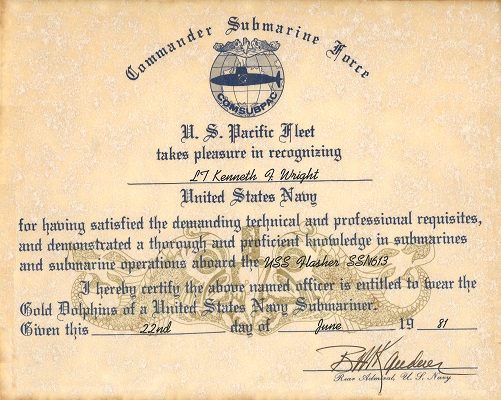 Commander Submarine Force
COMSUBPAC
U. S. Pacific Fleet
takes pleasure in recognizing
LT Kenneth J. Wright
United States Navy
for having satisfied the demanding technical and professional requisites,
and demonstrated a thorough and proficient knowledge in submarines
and submarine operations aboard the USS Flasher SSN613
I hereby certify the above named officer is entitled to wear the
Gold Dolphins of a United States Navy Submariner.
Given this 22nd day of June 19 81
Rear Admiral, U. S. Navy